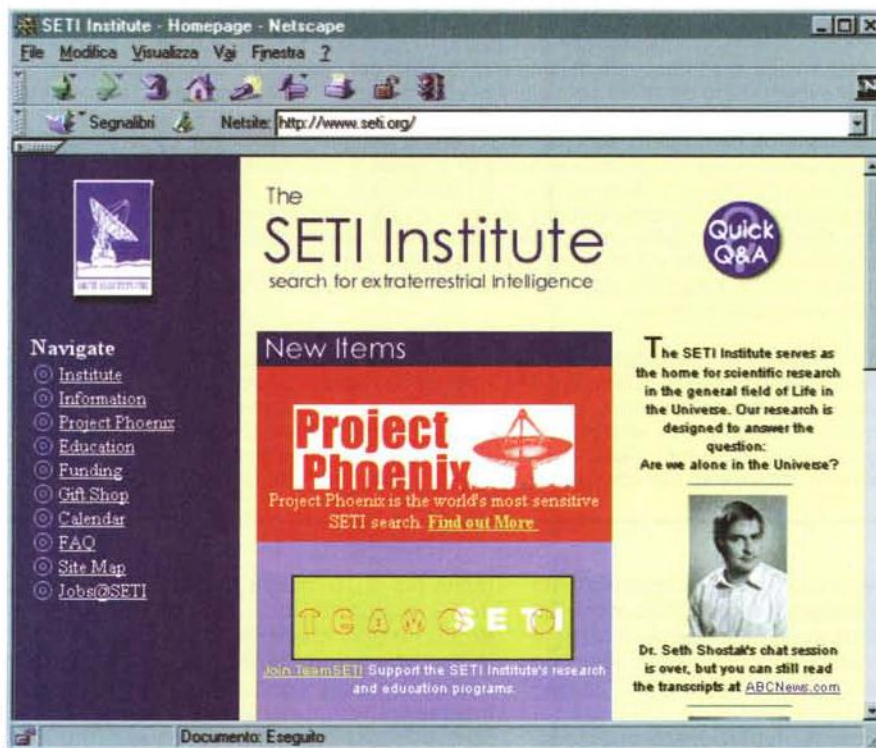 SETI Institute - Homepage - Netscape
File Modifica Visualizza Vai Finestra ?
Segnalibri Netsite: http://www.seti.org/
SETI INSTITUTE
The
SETI Institute
search for extraterrestrial Intelligence
Quick
Q&A
Navigate
Institute
Information
Project Phoenix
Education
Funding
Gift Shop
Calendar
FAQ
Site Map
Jobs@SETI
New Items
Project
Phoenix
Project Phoenix is the world's most sensitive
SETI search. Find out More
TEAM SETI
Join TeamSETI Support the SETI Institute's research
and education programs.
The SETI Institute serves as
the home for scientific research
in the general field of Life in
the Universe. Our research is
designed to answer the
question:
Are we alone in the Universe?
Dr. Seth Shostak's chat session
is over, but you can still read
the transcripts at ABCNews.com
Documento: Eseguito